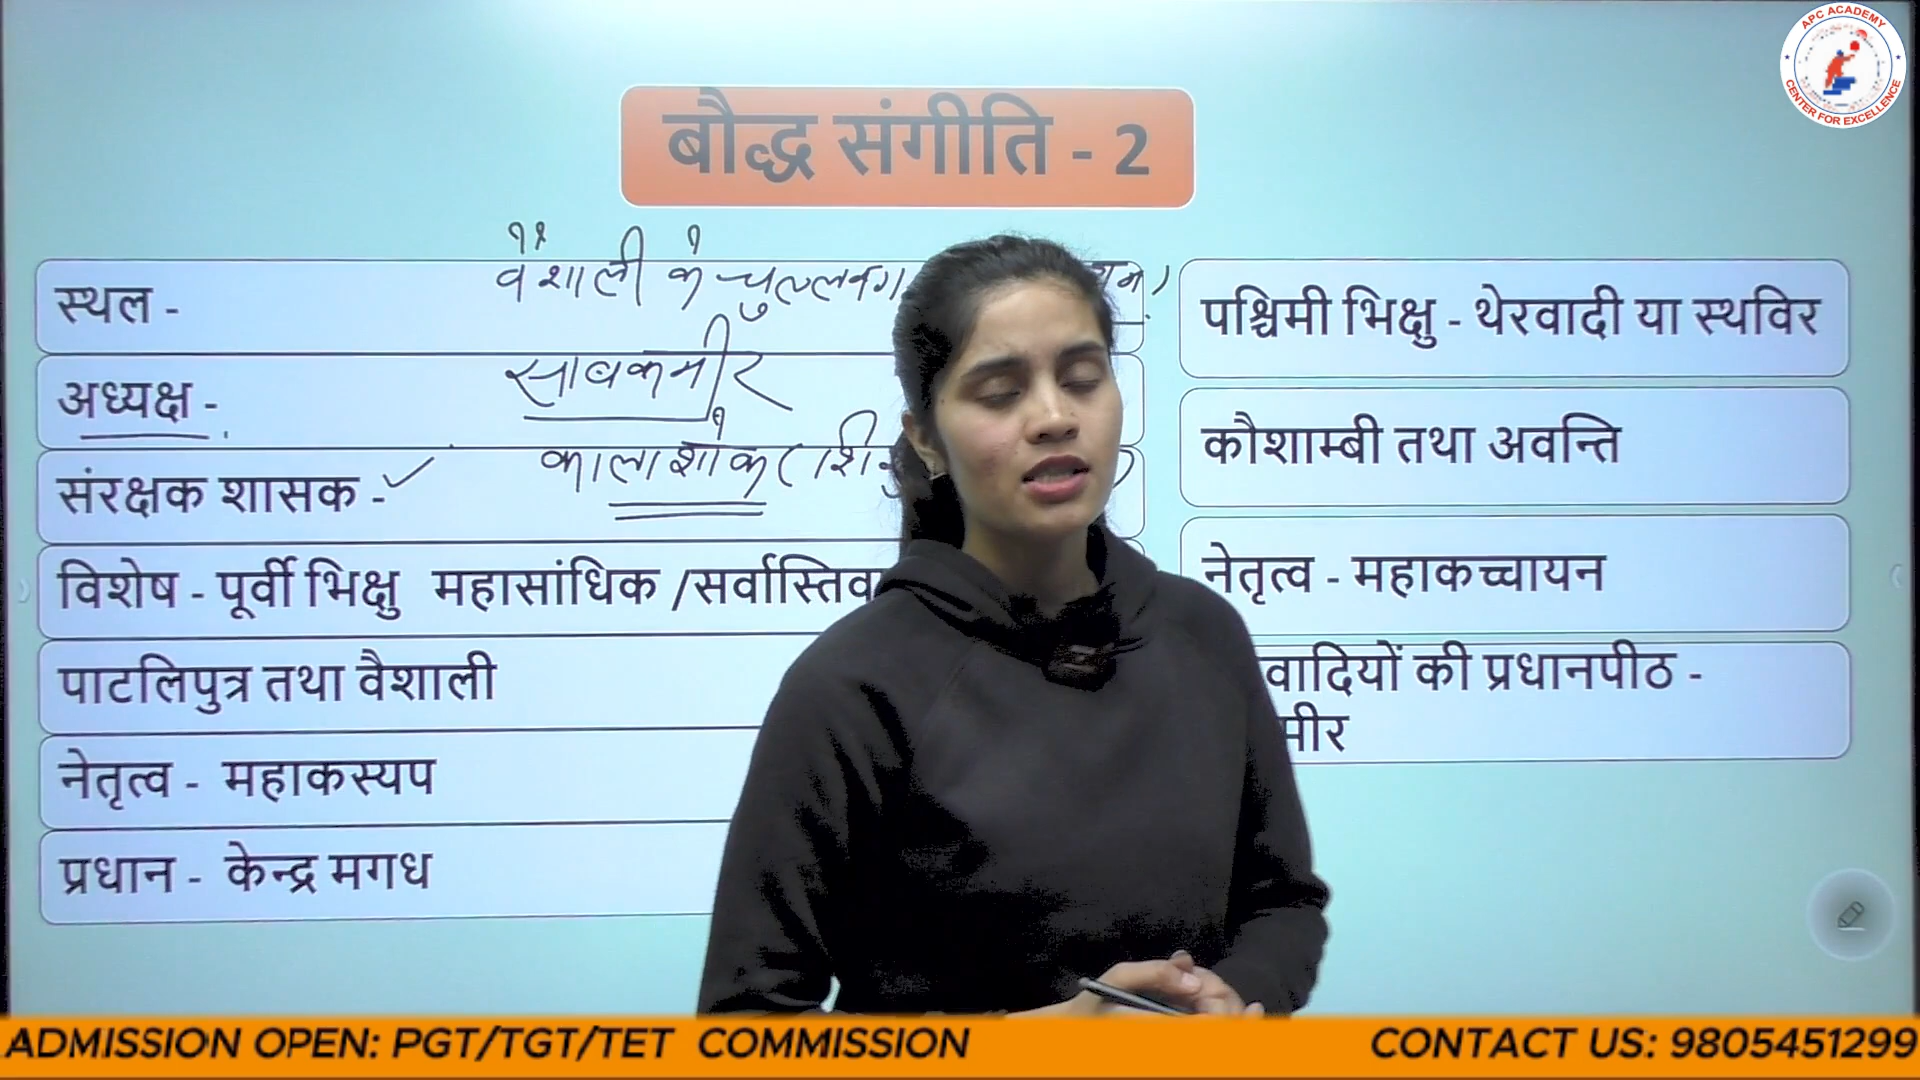 APC ACADEMY
CENTER FOR EXCELLENCE
बौद्ध संगीति - 2
स्थल - वैशाली के चुल्लवग्ग
अध्यक्ष - साबकमीर
संरक्षक शासक - कालाशोक (शिशु
विशेष - पूर्वी भिक्षु महासांधिक /सर्वास्तिवा
पाटलिपुत्र तथा वैशाली
नेतृत्व - महाकस्यप
प्रधान - केन्द्र मगध
पश्चिमी भिक्षु - थेरवादी या स्थविर
कौशाम्बी तथा अवन्ति
नेतृत्व - महाकच्चायन
वादियों की प्रधानपीठ -
मीर
ADMISSION OPEN: PGT/TGT/TET COMMISSION
CONTACT US: 9805451299